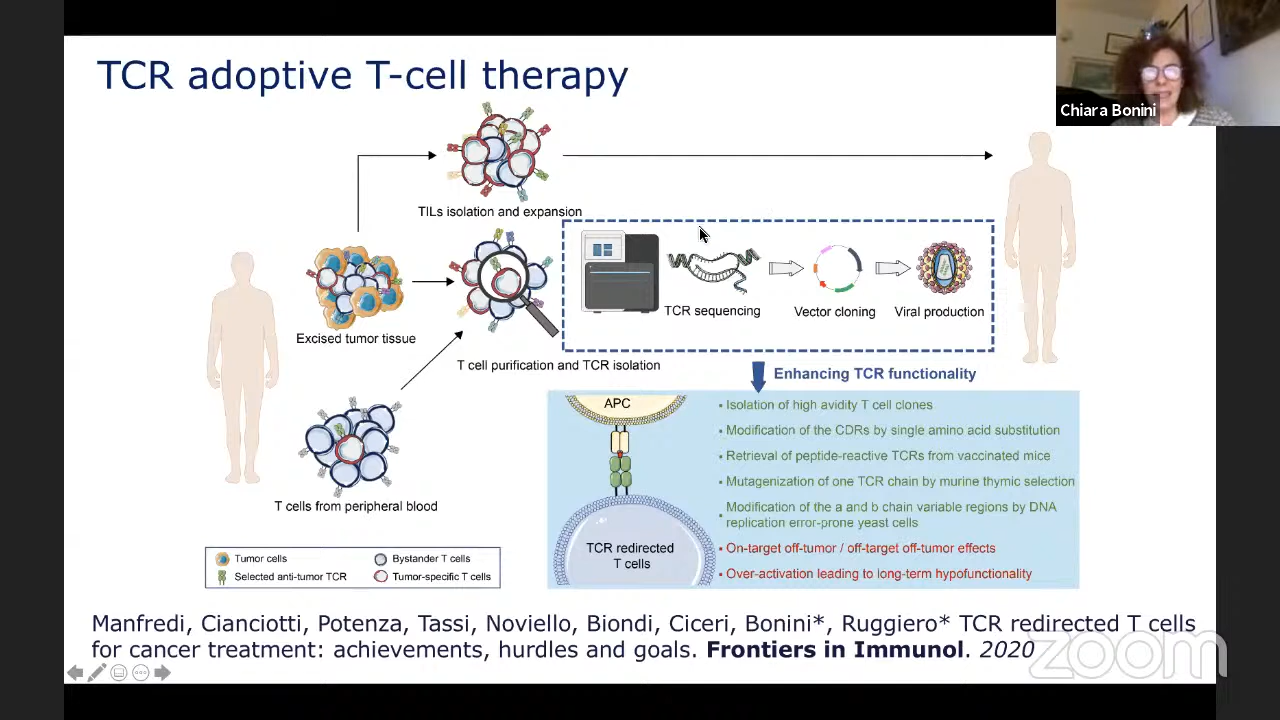 TCR adoptive T-cell therapy
Chiara Bonini
TILs isolation and expansion
Excised tumor tissue
TCR sequencing
Vector cloning
Viral production
T cell purification and TCR isolation
T cells from peripheral blood
Enhancing TCR functionality
APC
TCR redirected
T cells
▪ Isolation of high avidity T cell clones
▪ Modification of the CDRs by single amino acid substitution
▪ Retrieval of peptide-reactive TCRs from vaccinated mice
▪ Mutagenization of one TCR chain by murine thymic selection
▪ Modification of the a and b chain variable regions by DNA
replication error-prone yeast cells
▪ On-target off-tumor / off-target off-tumor effects
▪ Over-activation leading to long-term hypofunctionality
Tumor cells
Bystander T cells
Selected anti-tumor TCR
Tumor-specific T cells
Manfredi, Cianciotti, Potenza, Tassi, Noviello, Biondi, Ciceri, Bonini*, Ruggiero* TCR redirected T cells
for cancer treatment: achievements, hurdles and goals. Frontiers in Immunol. 2020
zoom